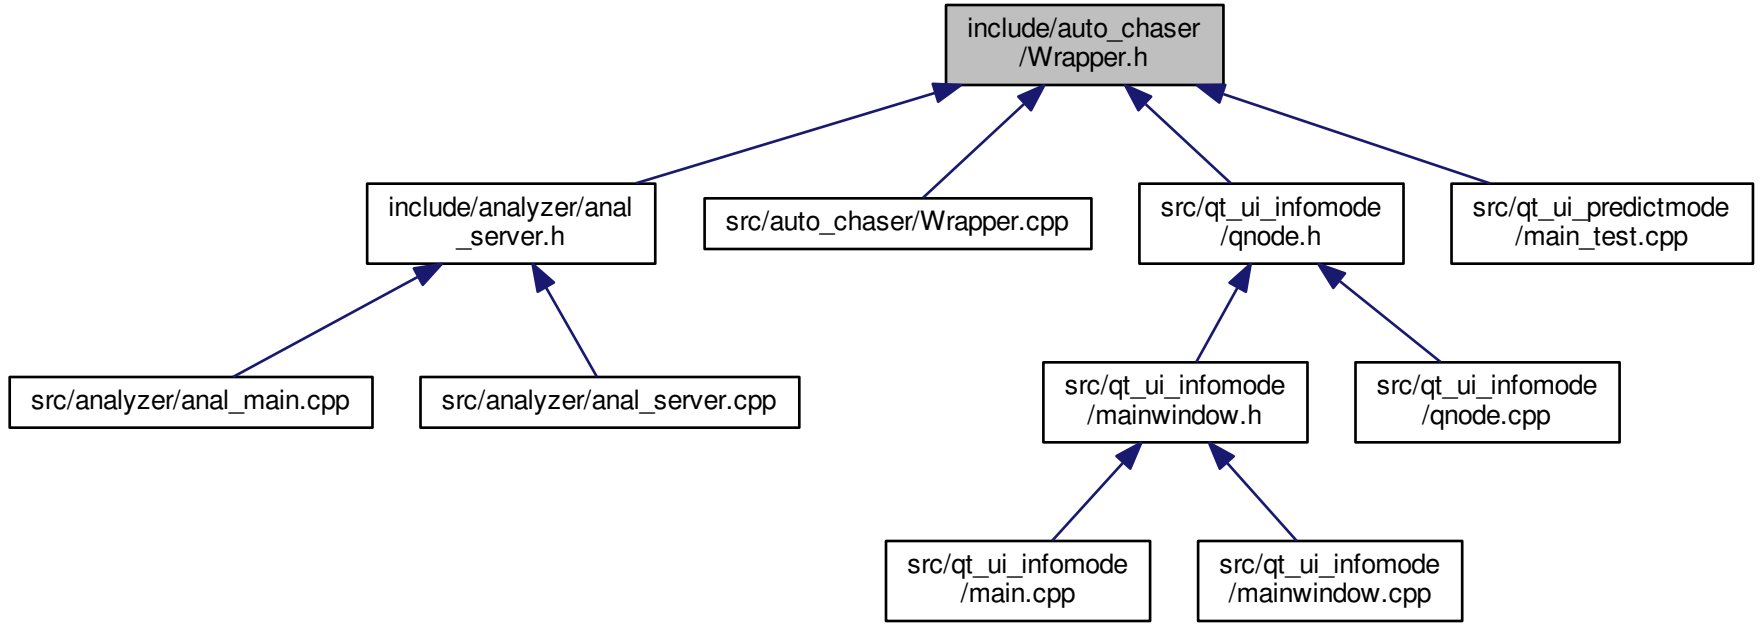 include/auto_chaser
/Wrapper.h
include/analyzer/anal
_server.h
src/auto_chaser/Wrapper.cpp
src/qt_ui_infomode
/qnode.h
src/qt_ui_predictmode
/main_test.cpp
src/analyzer/anal_main.cpp
src/analyzer/anal_server.cpp
src/qt_ui_infomode
/mainwindow.h
src/qt_ui_infomode
/qnode.cpp
src/qt_ui_infomode
/main.cpp
src/qt_ui_infomode
/mainwindow.cpp